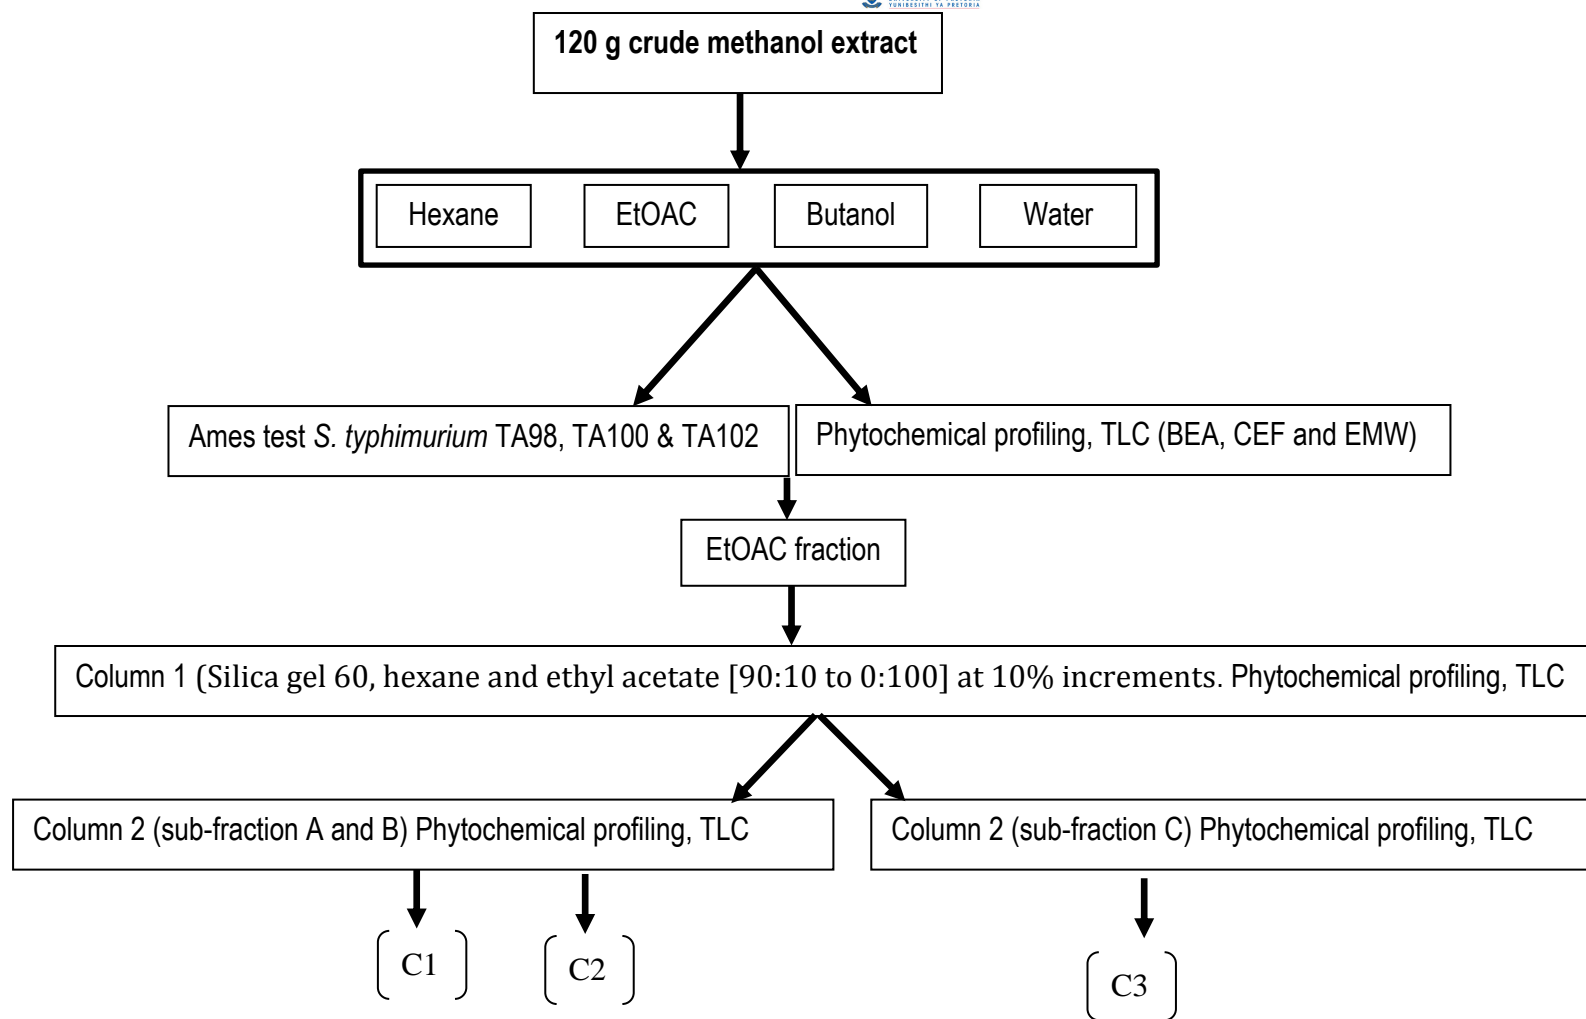 YUNIBESITHI YA PRETORIA
120 g crude methanol extract
Hexane
EtOAC
Butanol
Water
Ames test S. typhimurium TA98, TA100 & TA102
Phytochemical profiling, TLC (BEA, CEF and EMW)
EtOAC fraction
Column 1 (Silica gel 60, hexane and ethyl acetate [90:10 to 0:100] at 10% increments. Phytochemical profiling, TLC
Column 2 (sub-fraction A and B) Phytochemical profiling, TLC
Column 2 (sub-fraction C) Phytochemical profiling, TLC
C1
C2
C3